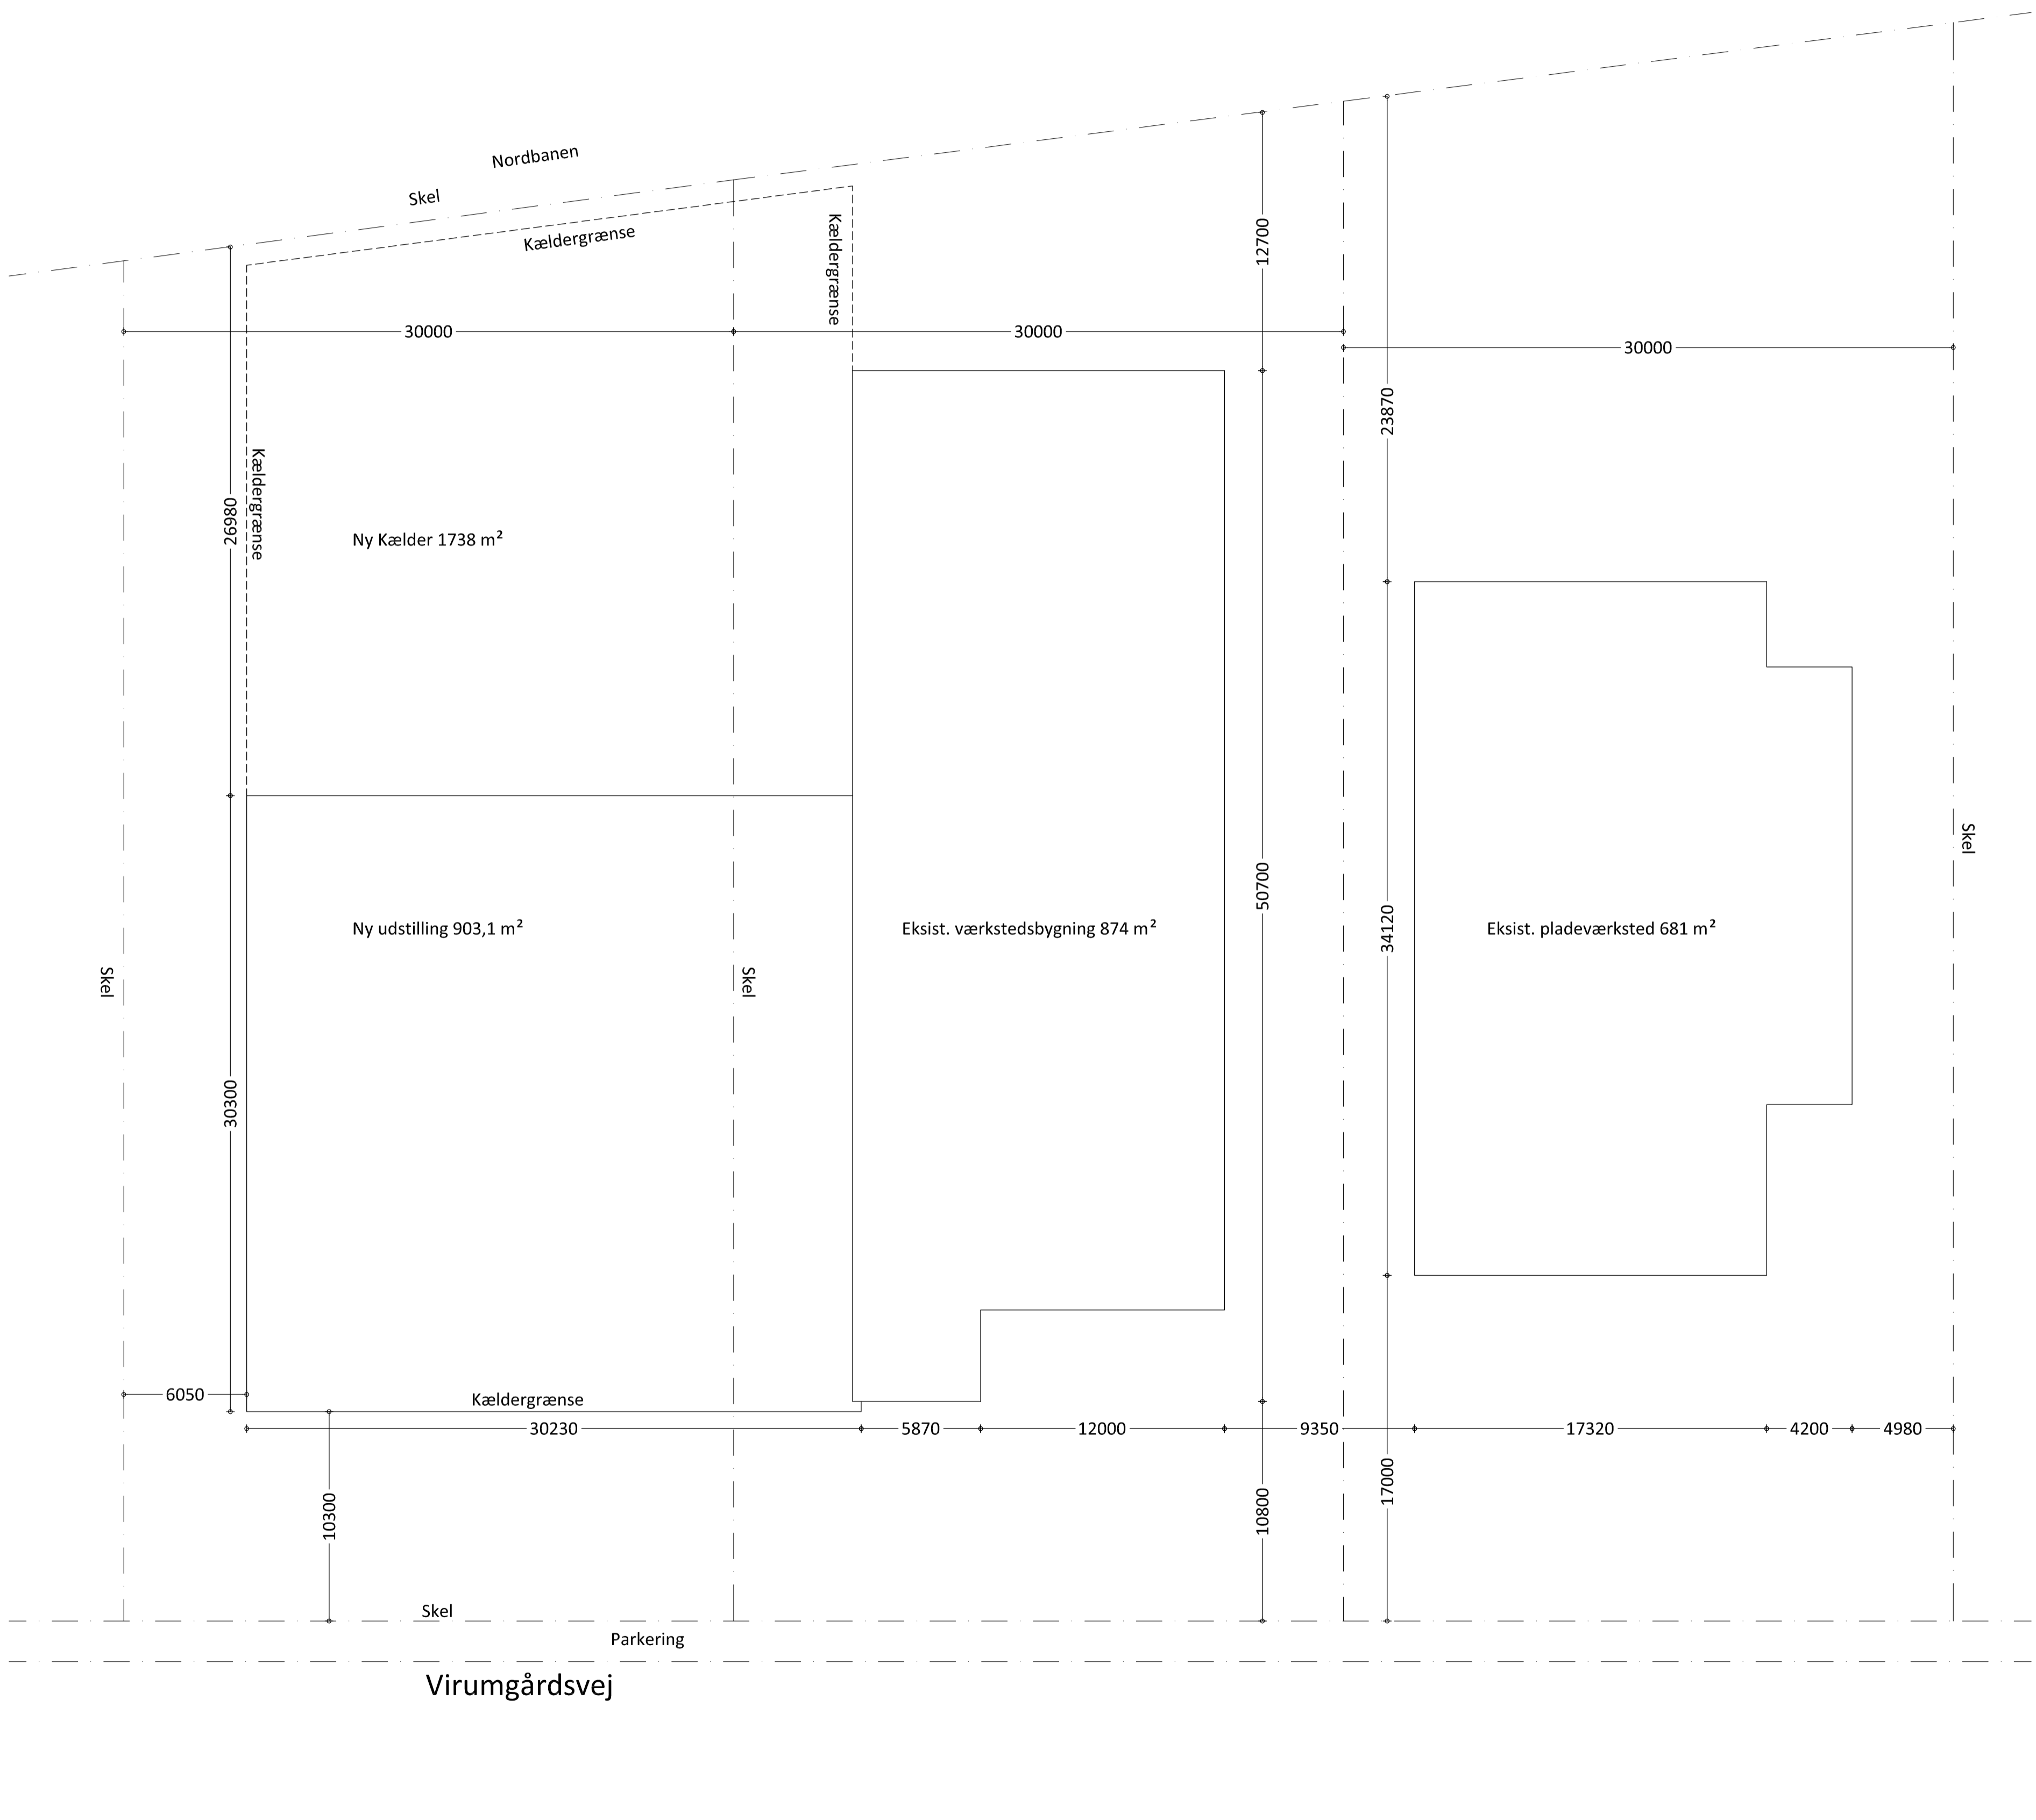 Nordbanen
Skel
Kældergrænse
Kældergrænse
12700
30000
30000
30000
23870
26980
Kældergrænse
Ny Kælder 1738 m²
Skel
50700
34120
Ny udstilling 903,1 m²
Eksist. værkstedsbygning 874 m²
Eksist. pladeværksted 681 m²
Skel
Skel
30300
6050
Kældergrænse
30230
5870
12000
9350
17320
4200
4980
10300
10800
17000
Skel
Parkering
Virumgårdsvej